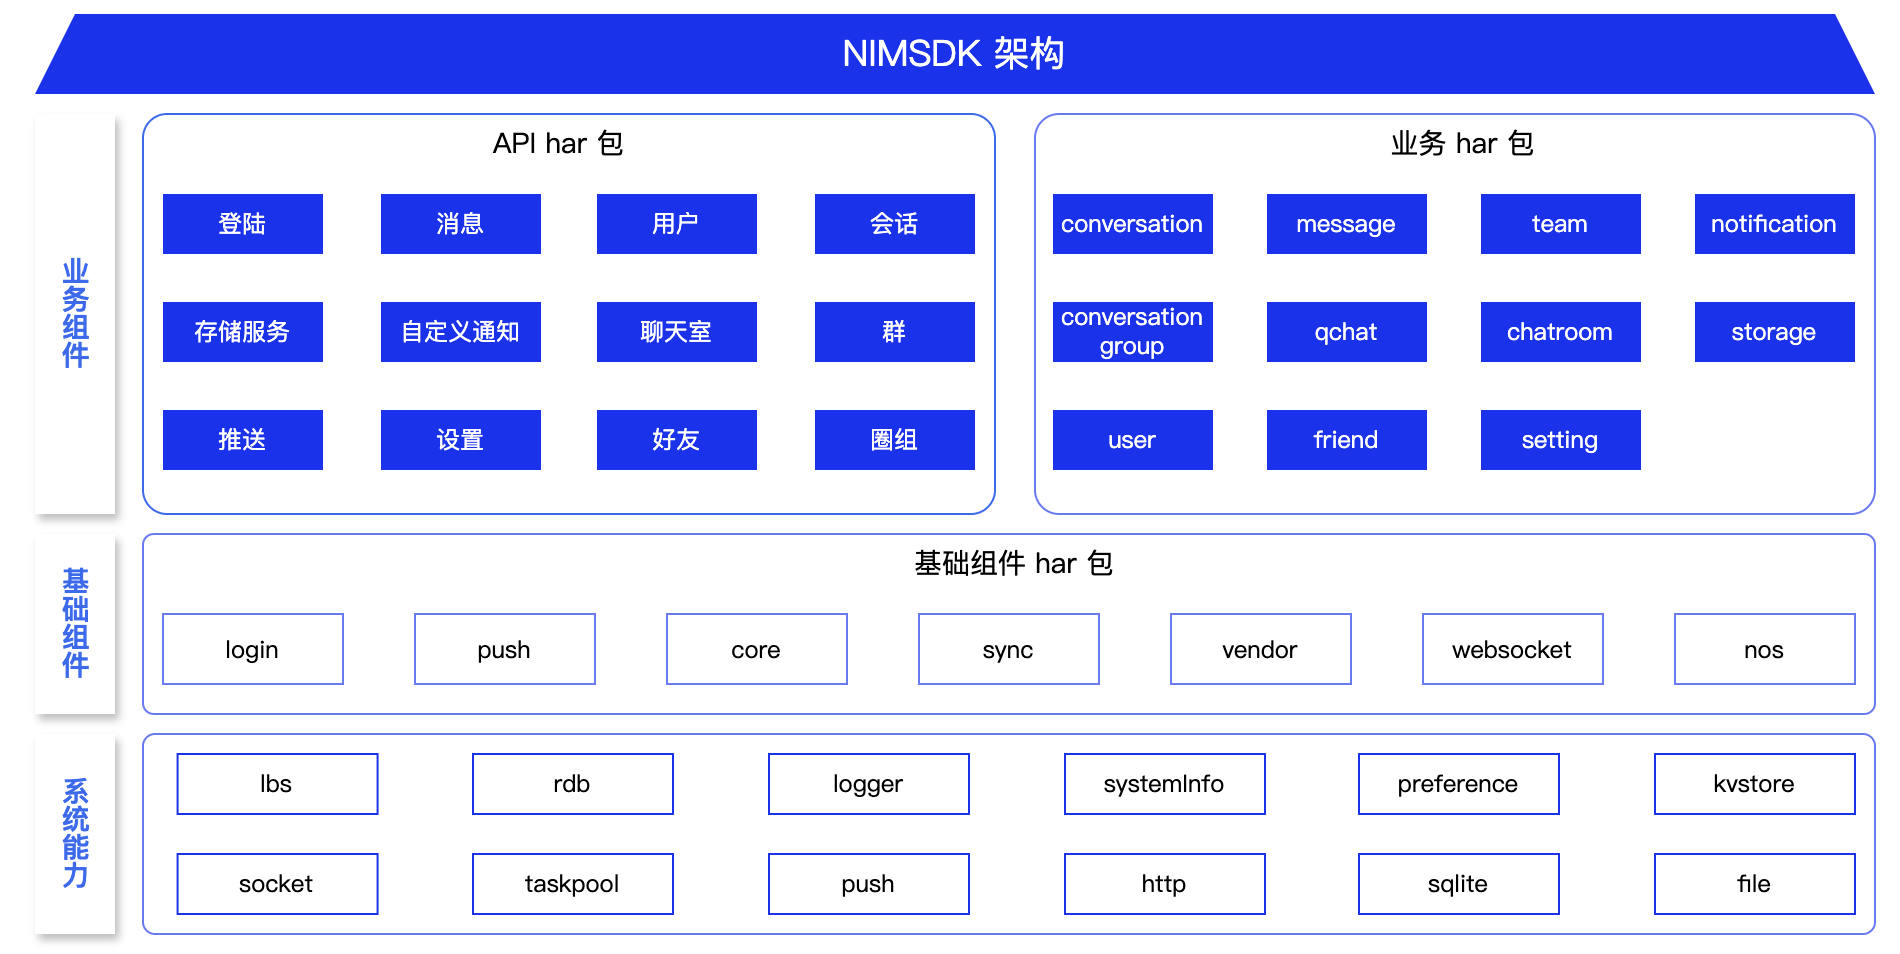 NIMSDK 架构
业务组件
API har 包
登陆
消息
用户
会话
存储服务
自定义通知
聊天室
群
推送
设置
好友
圈组
业务 har 包
conversation
message
team
notification
conversation
group
qchat
chatroom
storage
user
friend
setting
基础组件
基础组件 har 包
login
push
core
sync
vendor
websocket
nos
系统能力
lbs
rdb
logger
systemInfo
preference
kvstore
socket
taskpool
push
http
sqlite
file